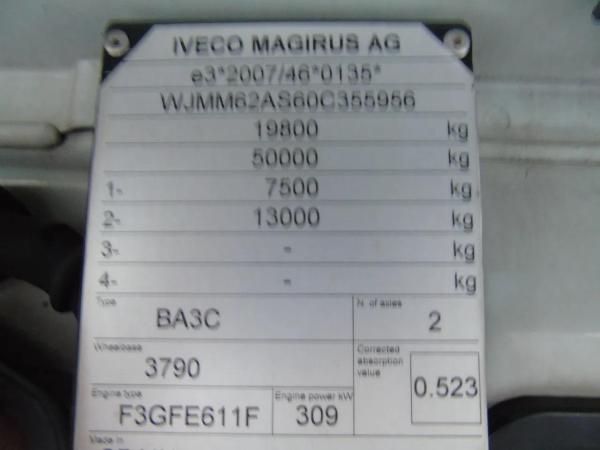 IVECO MAGIRUS AG
e3*2007/46*0135*
WJMM62AS60C355956
19800 kg
50000 kg
1- 7500 kg
2- 13000 kg
3- - kg
4- - kg
Type N. of axles
BA3C 2
Wheelbase Corrected absorption value
3790 0.523
Engine type Engine power kW
F3GFE611F 309
Made in